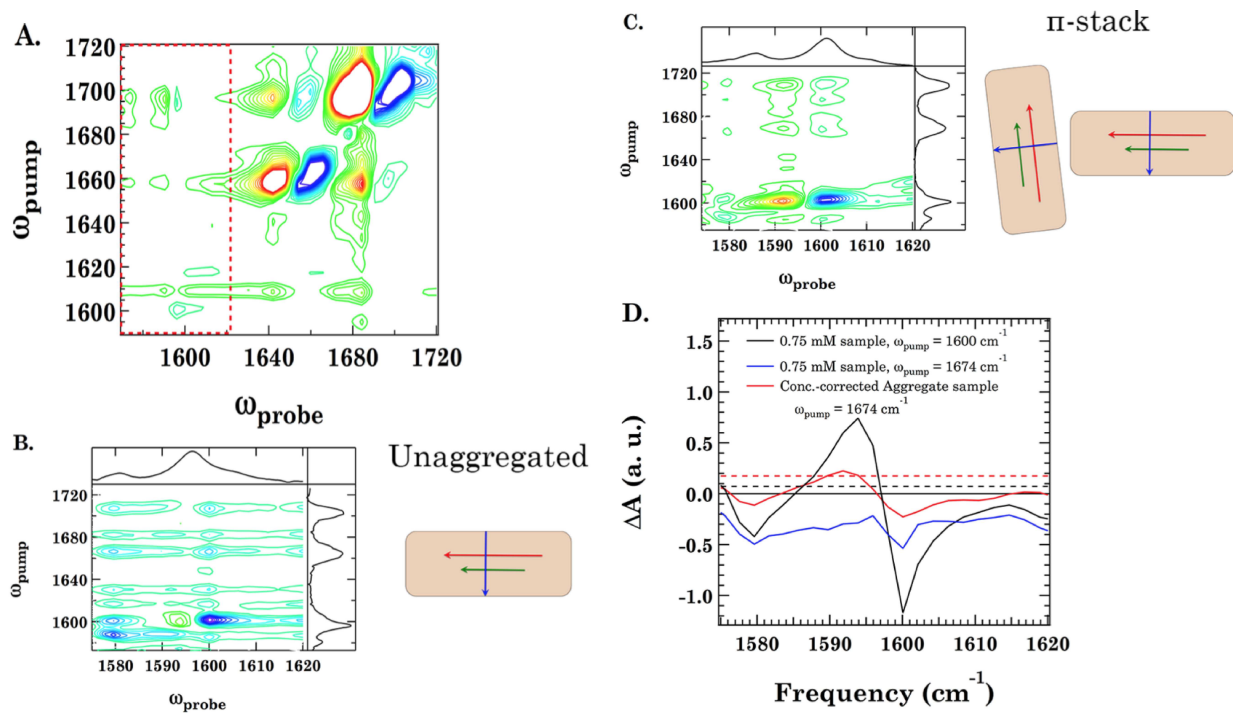 A.
1720
1700
1680
1660
1640
1620
1600
ωpump
1600
1640
1680
1720
ωprobe
B.
Unaggregated
1720
1680
1640
1600
ωpump
1580
1590
1600
1610
1620
ωprobe
C.
π-stack
1720
1680
1640
1600
ωpump
1580
1590
1600
1610
1620
ωprobe
D.
1.5
1.0
0.5
0.0
-0.5
-1.0
ΔA (a. u.)
0.75 mM sample, ωpump = 1600 cm⁻¹
0.75 mM sample, ωpump = 1674 cm⁻¹
Conc.-corrected Aggregate sample
ωpump = 1674 cm⁻¹
1580
1590
1600
1610
1620
Frequency (cm⁻¹)